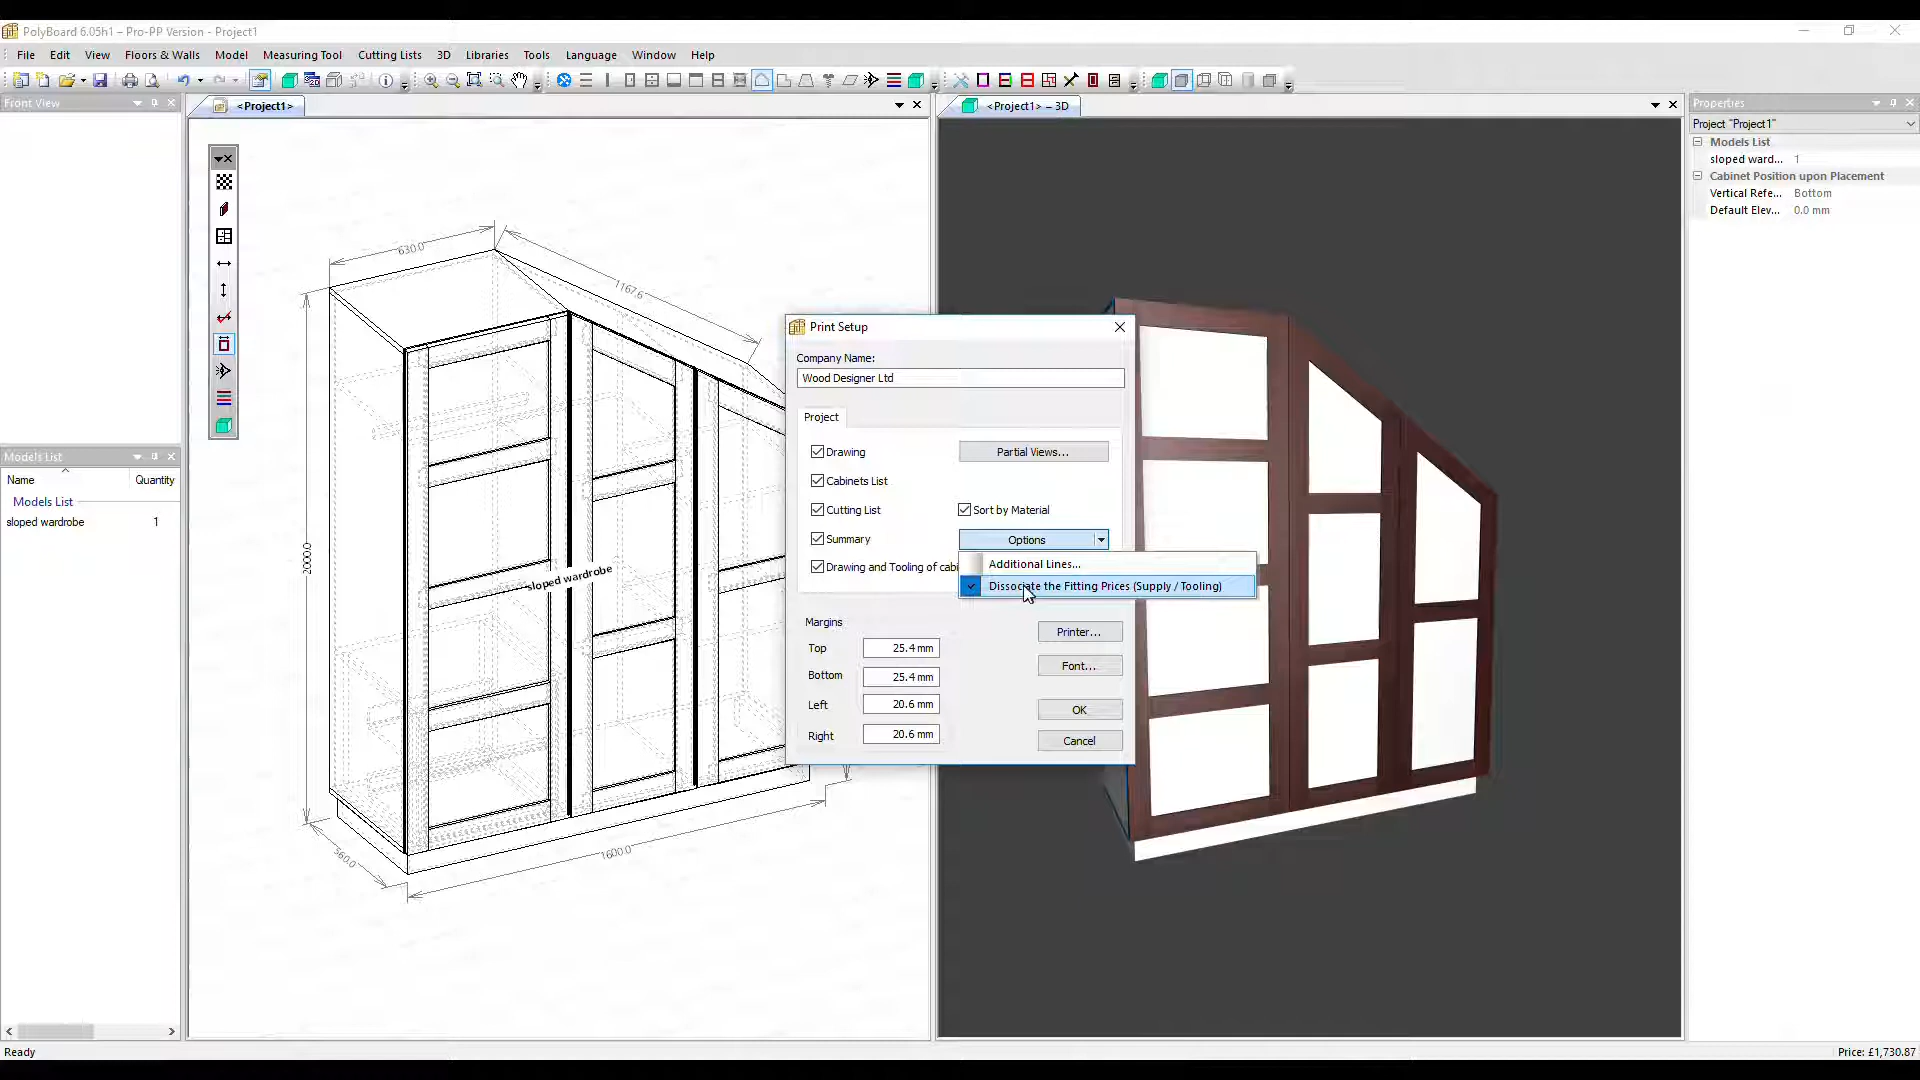 PolyBoard 6.05h1 – Pro-PP Version - Project1
File Edit View Floors & Walls Model Measuring Tool Cutting Lists 3D Libraries Tools Language Window Help
Front View
<Project1>
<Project1> – 3D
Properties
Project "Project1"
Models List
sloped ward... 1
Cabinet Position upon Placement
Vertical Refe... Bottom
Default Elev... 0.0 mm
Models List
Name Quantity
Models List
sloped wardrobe 1
630.0
1167.6
2000.0
sloped wardrobe
560.0
1600.0
Print Setup
Company Name:
Wood Designer Ltd
Project
Drawing Partial Views...
Cabinets List
Cutting List Sort by Material
Summary Options
Additional Lines...
Drawing and Tooling of cabi
Dissociate the Fitting Prices (Supply / Tooling)
Margins
Top 25.4 mm
Bottom 25.4 mm
Left 20.6 mm
Right 20.6 mm
Printer...
Font...
OK
Cancel
Ready
Price: £1,730.87